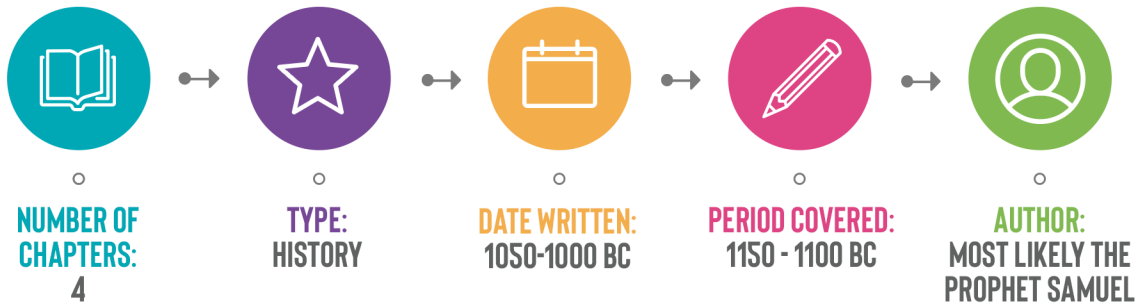 NUMBER OF
CHAPTERS:
4
TYPE:
HISTORY
DATE WRITTEN:
1050-1000 BC
PERIOD COVERED:
1150 - 1100 BC
AUTHOR:
MOST LIKELY THE
PROPHET SAMUEL